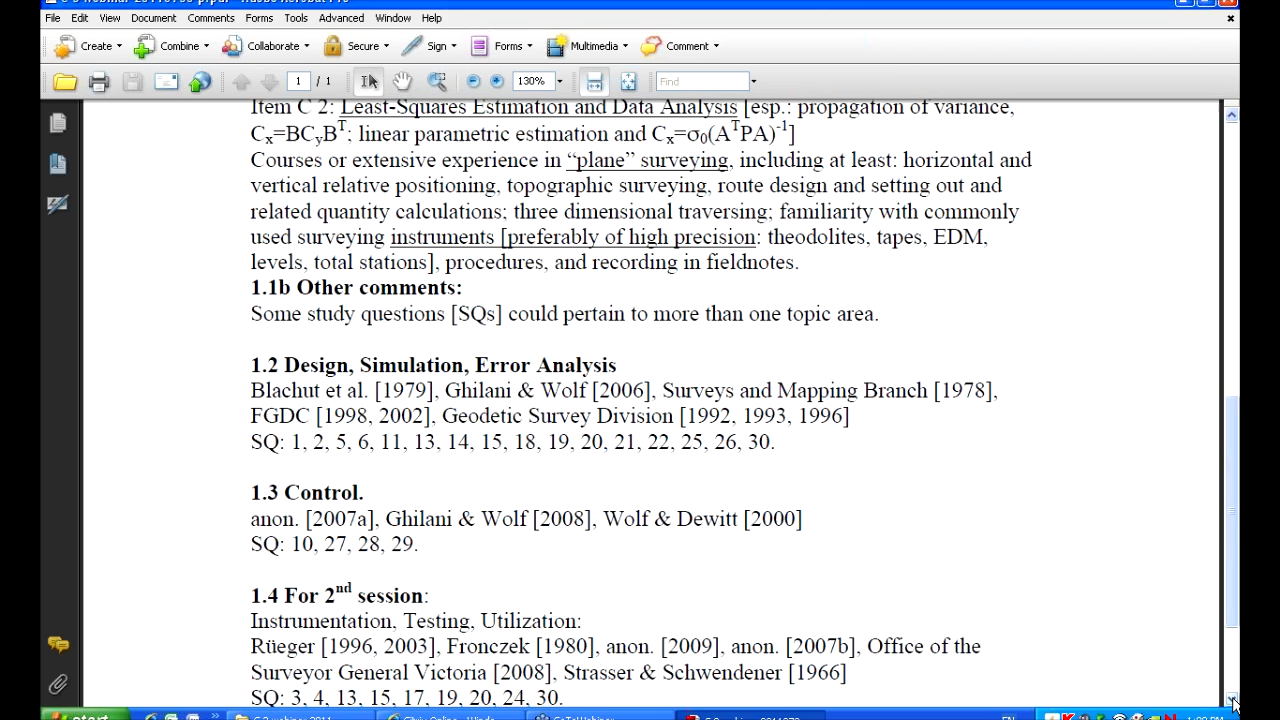 File Edit View Document Comments Forms Tools Advanced Window Help
Create Combine Collaborate Secure Sign Forms Multimedia Comment
1 / 1 130% Find
Item C 2: Least-Squares Estimation and Data Analysis [esp.: propagation of variance,
Cx=BCyBT; linear parametric estimation and Cx=σ0(ATPA)-1]
Courses or extensive experience in “plane” surveying, including at least: horizontal and
vertical relative positioning, topographic surveying, route design and setting out and
related quantity calculations; three dimensional traversing; familiarity with commonly
used surveying instruments [preferably of high precision: theodolites, tapes, EDM,
levels, total stations], procedures, and recording in fieldnotes.
1.1b Other comments:
Some study questions [SQs] could pertain to more than one topic area.
1.2 Design, Simulation, Error Analysis
Blachut et al. [1979], Ghilani & Wolf [2006], Surveys and Mapping Branch [1978],
FGDC [1998, 2002], Geodetic Survey Division [1992, 1993, 1996]
SQ: 1, 2, 5, 6, 11, 13, 14, 15, 18, 19, 20, 21, 22, 25, 26, 30.
1.3 Control.
anon. [2007a], Ghilani & Wolf [2008], Wolf & Dewitt [2000]
SQ: 10, 27, 28, 29.
1.4 For 2nd session:
Instrumentation, Testing, Utilization:
Rüeger [1996, 2003], Fronczek [1980], anon. [2009], anon. [2007b], Office of the
Surveyor General Victoria [2008], Strasser & Schwendener [1966]
SQ: 3, 4, 13, 15, 17, 19, 20, 24, 30.
start